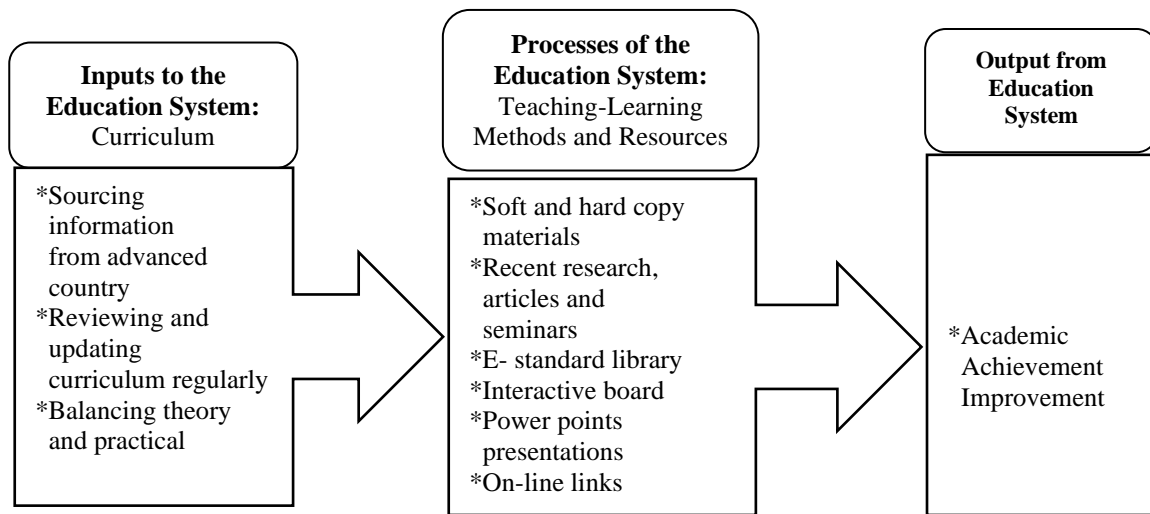 Inputs to the
Education System:
Curriculum
*Sourcing
information
from advanced
country
*Reviewing and
updating
curriculum regularly
*Balancing theory
and practical
Processes of the
Education System:
Teaching-Learning
Methods and Resources
*Soft and hard copy
materials
*Recent research,
articles and
seminars
*E- standard library
*Interactive board
*Power points
presentations
*On-line links
Output from
Education
System
*Academic
Achievement
Improvement